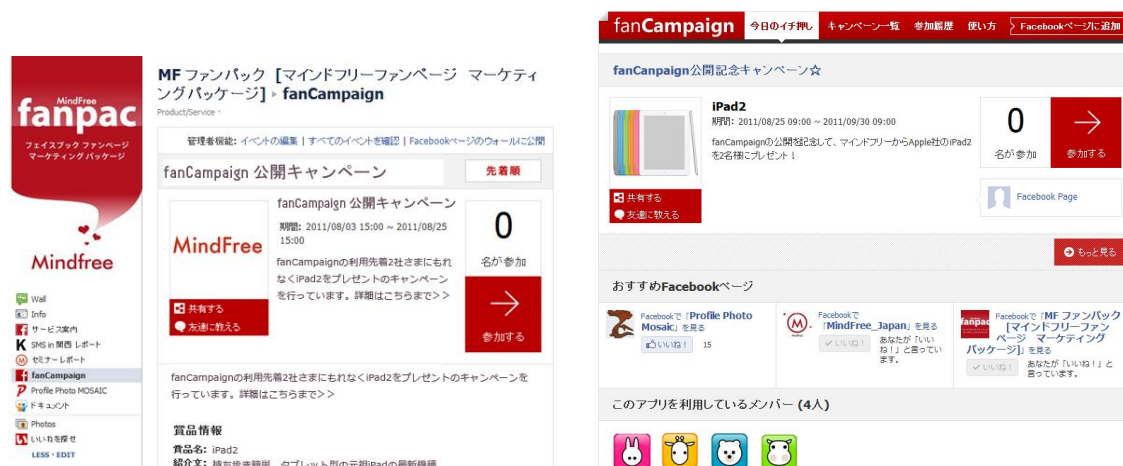 MindFree
fanpac
フェイスブック ファンページ
マーケティング パッケージ
Mindfree
Wall
Info
サービス案内
SMS in 関西 レポート
セミナーレポート
fanCampaign
Profile Photo MOSAIC
ドキュメント
Photos
いいねを探せ
LESS・EDIT
MF ファンパック [マインドフリーファンページ マーケティ
ングパッケージ] ▸ fanCampaign
Product/Service ·
管理者機能: イベントの編集 | すべてのイベントを確認 | Facebookページのウォールに公開
fanCampaign 公開キャンペーン
先着順
MindFree
共有する
友達に教える
fanCampaign 公開キャンペーン
期間: 2011/08/03 15:00 ~ 2011/08/25
15:00
fanCampaignの利用先着2社さまにもれ
なくiPad2をプレゼントのキャンペーン
を行っています。詳細はこちらまで>>
0
名が参加
参加する
fanCampaignの利用先着2社さまにもれなくiPad2をプレゼントのキャンペーンを
行っています。詳細はこちらまで>>
賞品情報
賞品名: iPad2
紹介文: 持ち歩き簡単、タブレット型の元祖iPadの最新機種
fanCampaign
今日のイチ押し
キャンペーン一覧
参加履歴
使い方
Facebookページに追加
fanCanpaign公開記念キャンペーン☆
iPad2
期間: 2011/08/25 09:00 ~ 2011/09/30 09:00
fanCampaignの公開を記念して、マインドフリーからApple社のiPad2
を2名様にプレゼント！
共有する
友達に教える
0
名が参加
参加する
Facebook Page
もっと見る
おすすめFacebookページ
Facebookで「Profile Photo
Mosaic」を見る
いいね！ 15
Facebookで
「MindFree_Japan」を見る
いいね！
あなたが「いい
ね！」と言ってい
ます。
fanpac
Facebookで「MF ファンパック
[マインドフリーファン
ページ マーケティング
パッケージ]」を見る
いいね！
あなたが「いいね！」と
言っています。
このアプリを利用しているメンバー (4人)